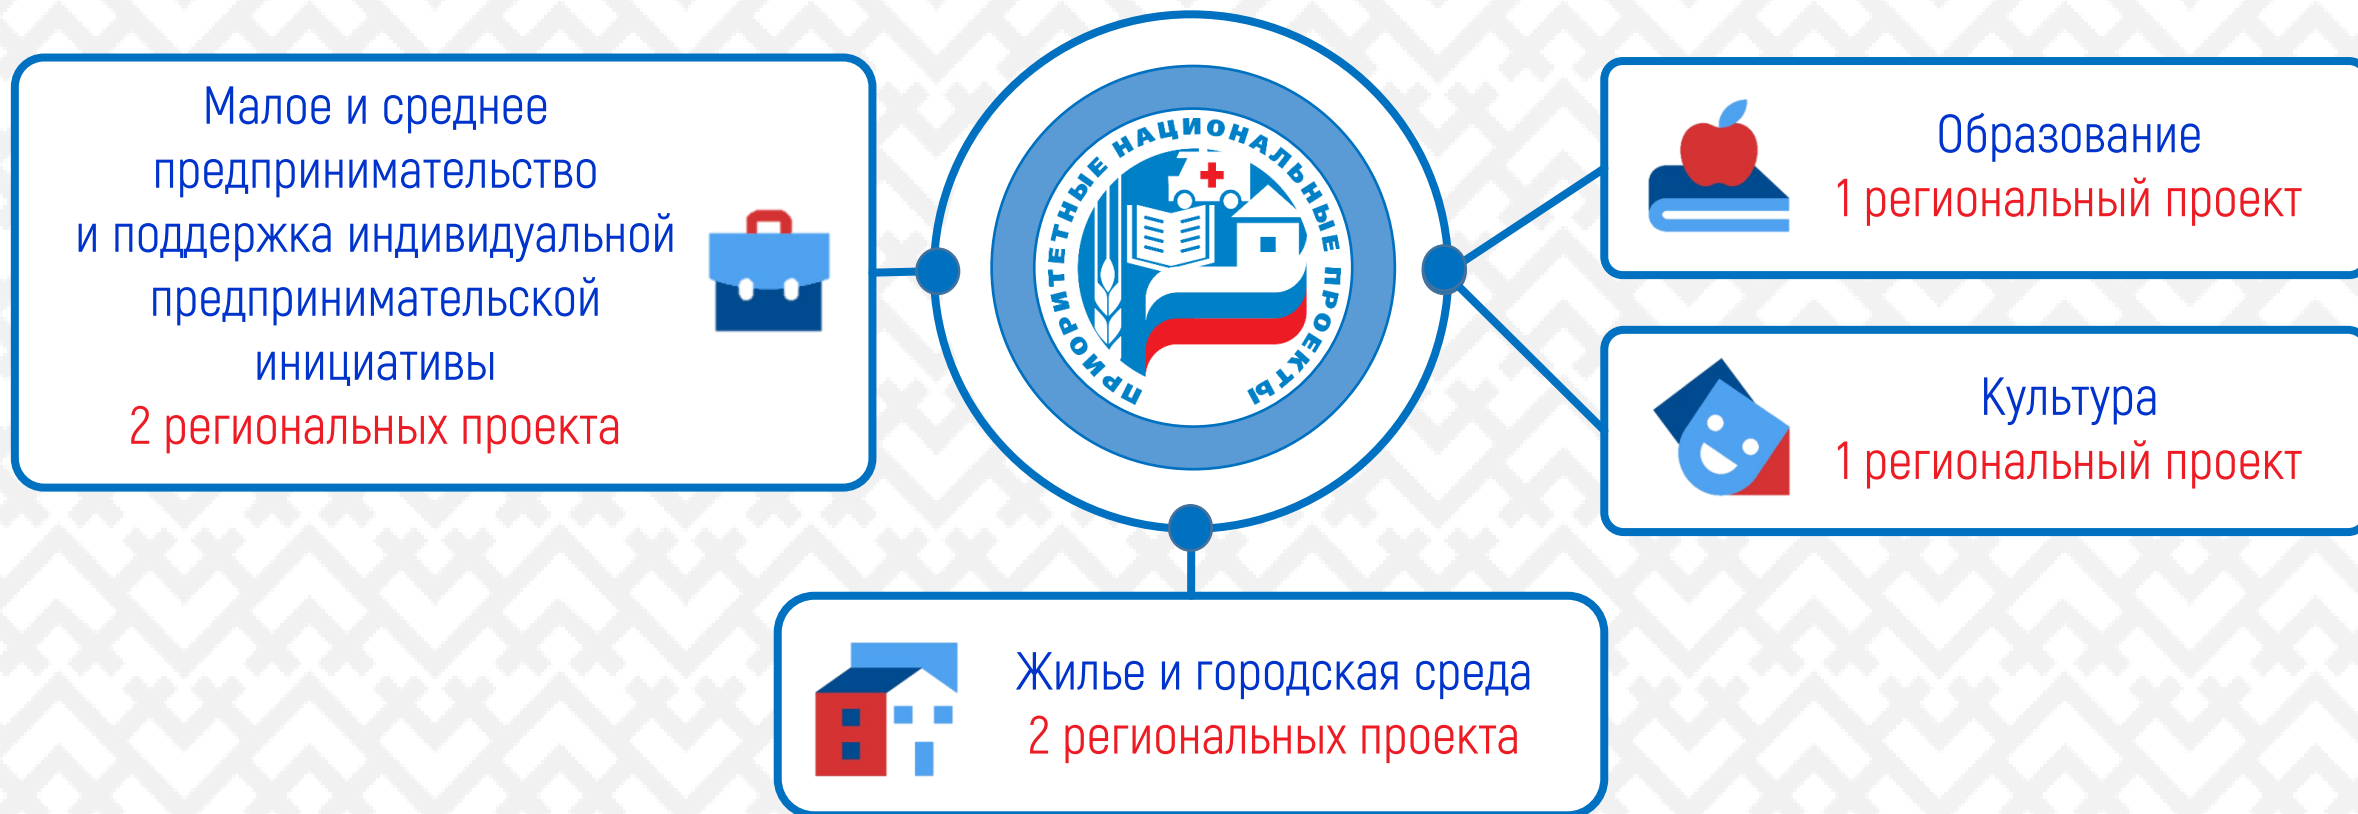 Малое и среднее
предпринимательство
и поддержка индивидуальной
предпринимательской
инициативы
2 региональных проекта
ПРИОРИТЕТНЫЕ НАЦИОНАЛЬНЫЕ ПРОЕКТЫ
Образование
1 региональный проект
Культура
1 региональный проект
Жилье и городская среда
2 региональных проекта